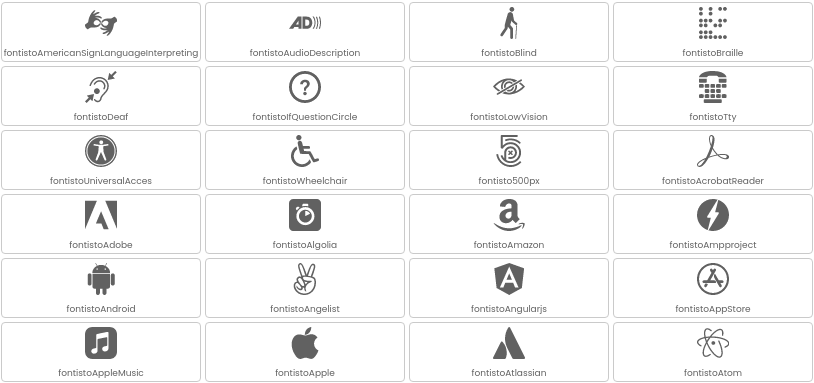 fontistoAmericanSignLanguageInterpreting
AD
fontistoAudioDescription
fontistoBlind
fontistoBraille
fontistoDeaf
?
fontistoIfQuestionCircle
fontistoLowVision
fontistoTty
fontistoUniversalAcces
fontistoWheelchair
5
fontisto500px
fontistoAcrobatReader
fontistoAdobe
fontistoAlgolia
a
fontistoAmazon
fontistoAmpproject
fontistoAndroid
fontistoAngelist
A
fontistoAngularjs
fontistoAppStore
fontistoAppleMusic
fontistoApple
fontistoAtlassian
fontistoAtom